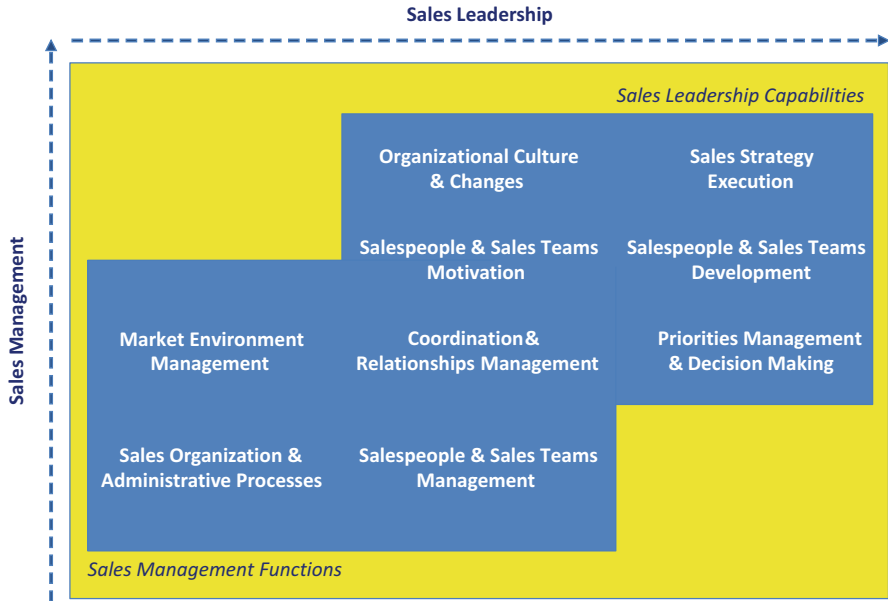 Sales Leadership
Sales Management
Sales Leadership Capabilities
Organizational Culture
& Changes
Sales Strategy
Execution
Salespeople & Sales Teams
Motivation
Salespeople & Sales Teams
Development
Market Environment
Management
Coordination&
Relationships Management
Priorities Management
& Decision Making
Sales Organization &
Administrative Processes
Salespeople & Sales Teams
Management
Sales Management Functions